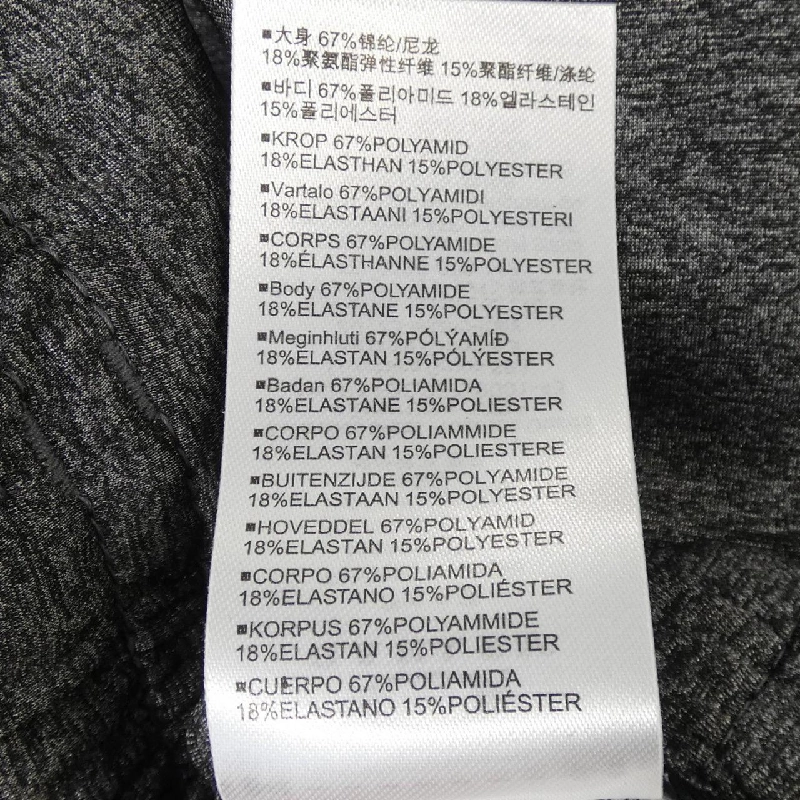 ▪大身 67%锦纶/尼龙
18%聚氨酯弹性纤维 15%聚酯纤维/涤纶
▪바디 67%폴리아미드 18%엘라스테인
15%폴리에스터
▪KROP 67%POLYAMID
18%ELASTHAN 15%POLYESTER
▪Vartalo 67%POLYAMIDI
18%ELASTAANI 15%POLYESTERI
▪CORPS 67%POLYAMIDE
18%ÉLASTHANNE 15%POLYESTER
▪Body 67%POLYAMIDE
18%ELASTANE 15%POLYESTER
▪Meginhluti 67%PÓLÝAMÍÐ
18%ELASTAN 15%PÓLÝESTER
▪Badan 67%POLIAMIDA
18%ELASTANE 15%POLIESTER
▪CORPO 67%POLIAMMIDE
18%ELASTAN 15%POLIESTERE
▪BUITENZIJDE 67%POLYAMIDE
18%ELASTAAN 15%POLYESTER
▪HOVEDDEL 67%POLYAMID
18%ELASTAN 15%POLYESTER
▪CORPO 67%POLIAMIDA
18%ELASTANO 15%POLIÉSTER
▪KORPUS 67%POLYAMMIDE
18%ELASTAN 15%POLIESTER
▪CUERPO 67%POLIAMIDA
18%ELASTANO 15%POLIÉSTER